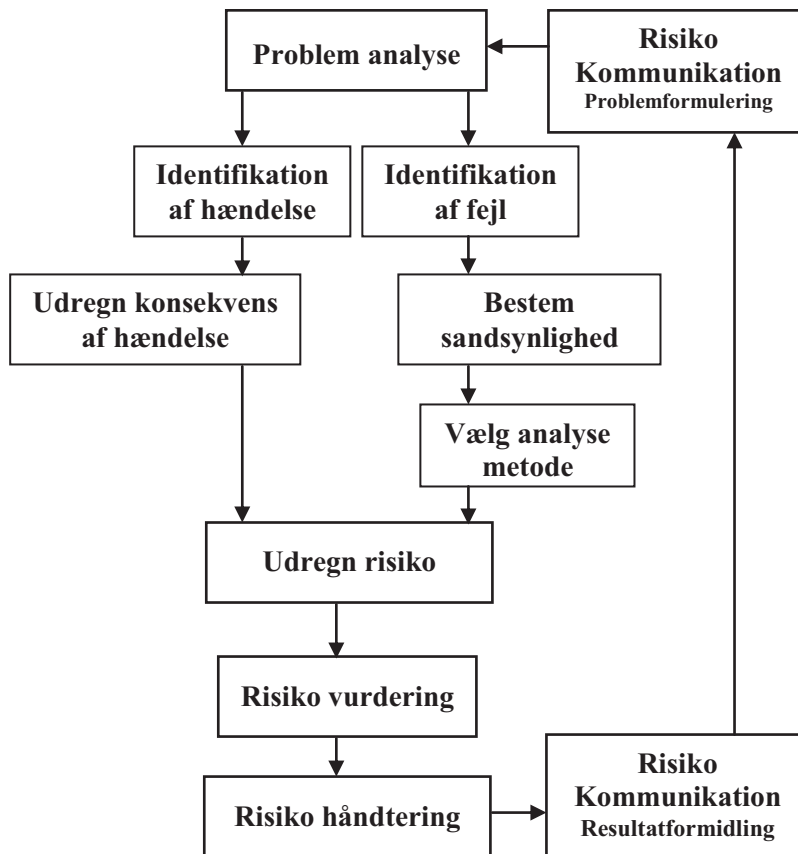 Problem analyse
Risiko
Kommunikation
Problemformulering
Identifikation
af hændelse
Identifikation
af fejl
Udregn konsekvens
af hændelse
Bestem
sandsynlighed
Vælg analyse
metode
Udregn risiko
Risiko vurdering
Risiko håndtering
Risiko
Kommunikation
Resultatformidling